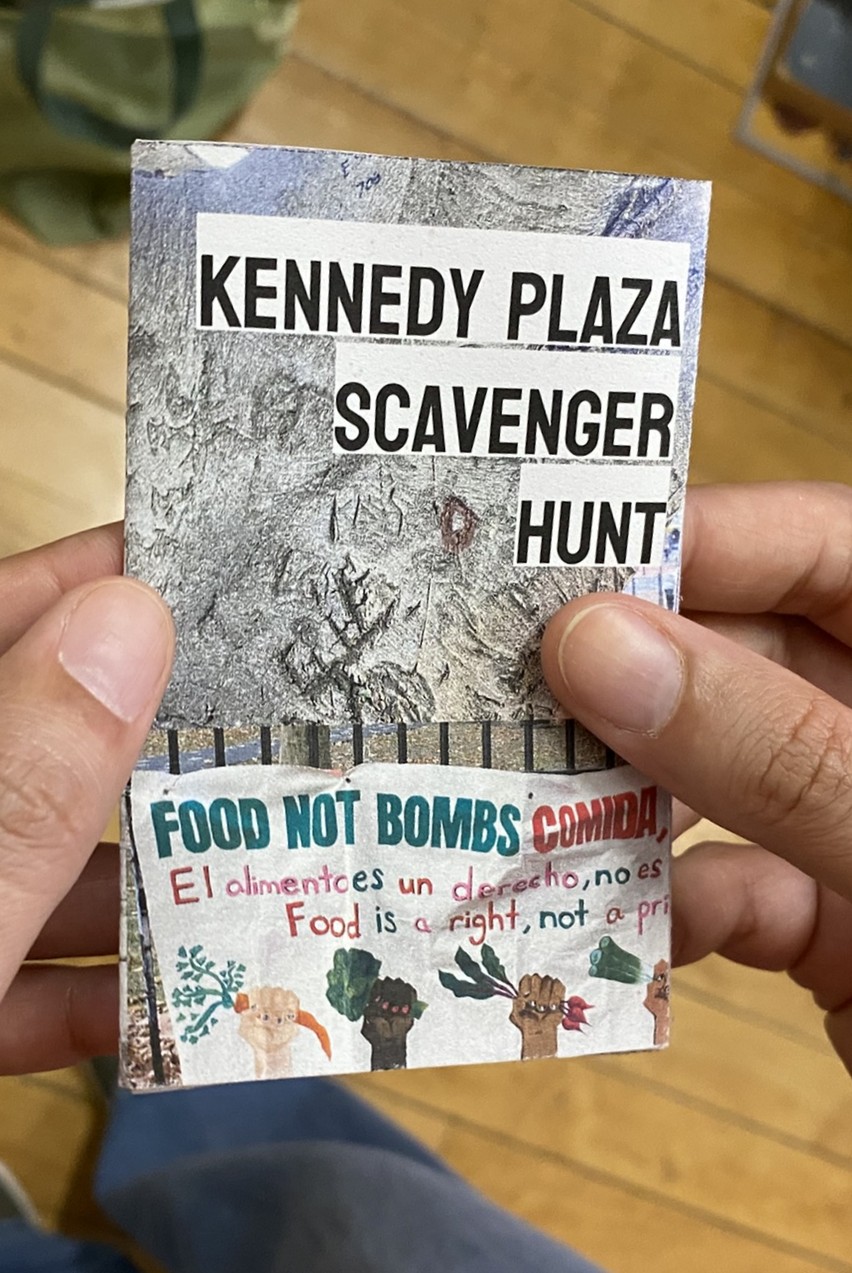 KENNEDY PLAZA
SCAVENGER
HUNT
FOOD NOT BOMBS COMIDA,
El alimento es un derecho, no es
Food is a right, not a pri